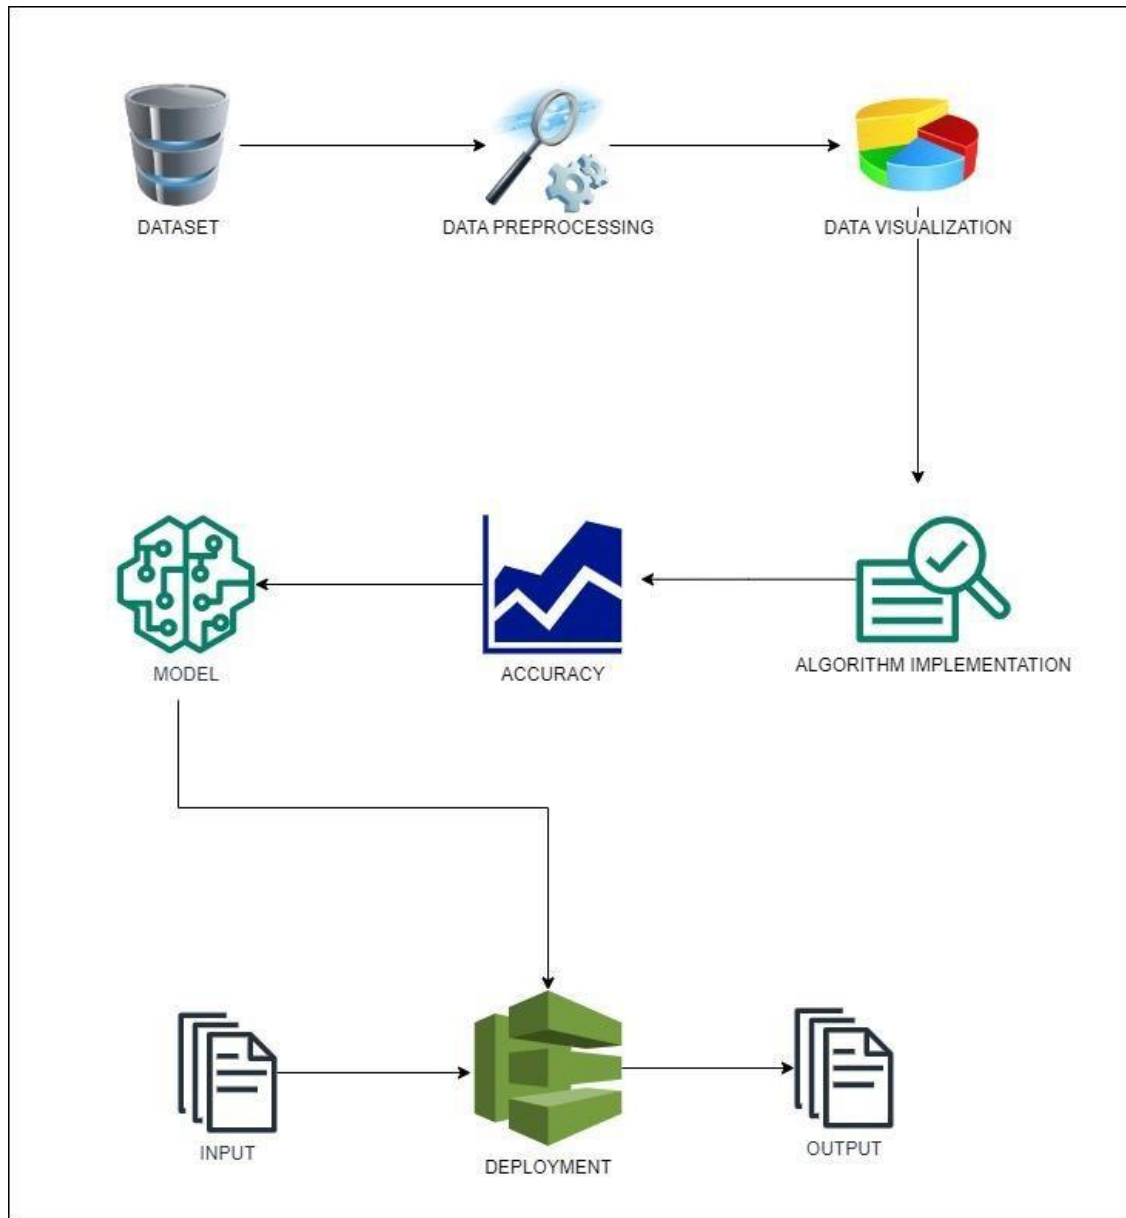 DATASET
DATA PREPROCESSING
DATA VISUALIZATION
MODEL
ACCURACY
ALGORITHM IMPLEMENTATION
INPUT
DEPLOYMENT
OUTPUT